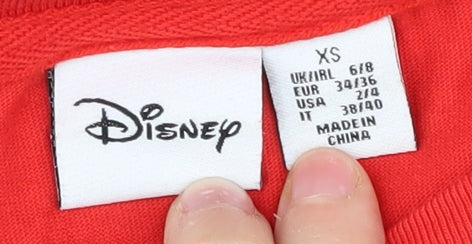 Disney
XS
UK/IRL 6/8
EUR 34/36
USA 2/4
IT 38/40
MADE IN
CHINA